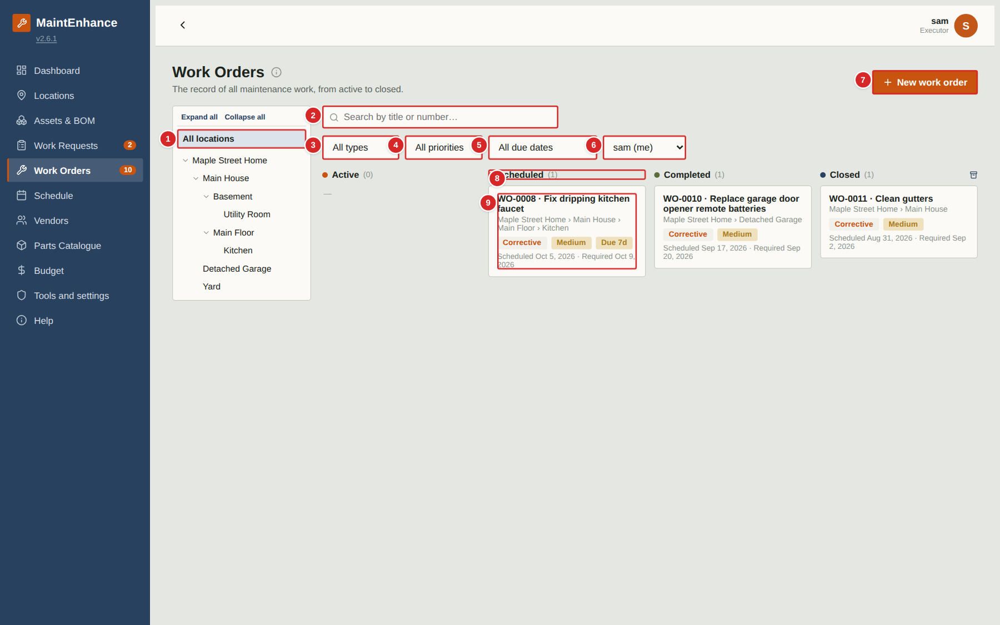 MaintEnhance
v2.6.1
Dashboard
Locations
Assets & BOM
Work Requests 2
Work Orders 10
Schedule
Vendors
Parts Catalogue
Budget
Tools and settings
Help
sam
Executor
S
Work Orders
The record of all maintenance work, from active to closed.
7
New work order
Expand all Collapse all
1
All locations
Maple Street Home
Main House
Basement
Utility Room
Main Floor
Kitchen
Detached Garage
Yard
2
Search by title or number…
3
All types
4
All priorities
5
All due dates
6
sam (me)
Active (0)
—
8
cheduled (1)
9
WO-0008 · Fix dripping kitchen
faucet
Maple Street Home › Main House ›
Main Floor › Kitchen
Corrective Medium Due 7d
Scheduled Oct 5, 2026 · Required Oct 9,
2026
Completed (1)
WO-0010 · Replace garage door
opener remote batteries
Maple Street Home › Detached Garage
Corrective Medium
Scheduled Sep 17, 2026 · Required Sep
20, 2026
Closed (1)
WO-0011 · Clean gutters
Maple Street Home › Main House
Corrective Medium
Scheduled Aug 31, 2026 · Required Sep
2, 2026